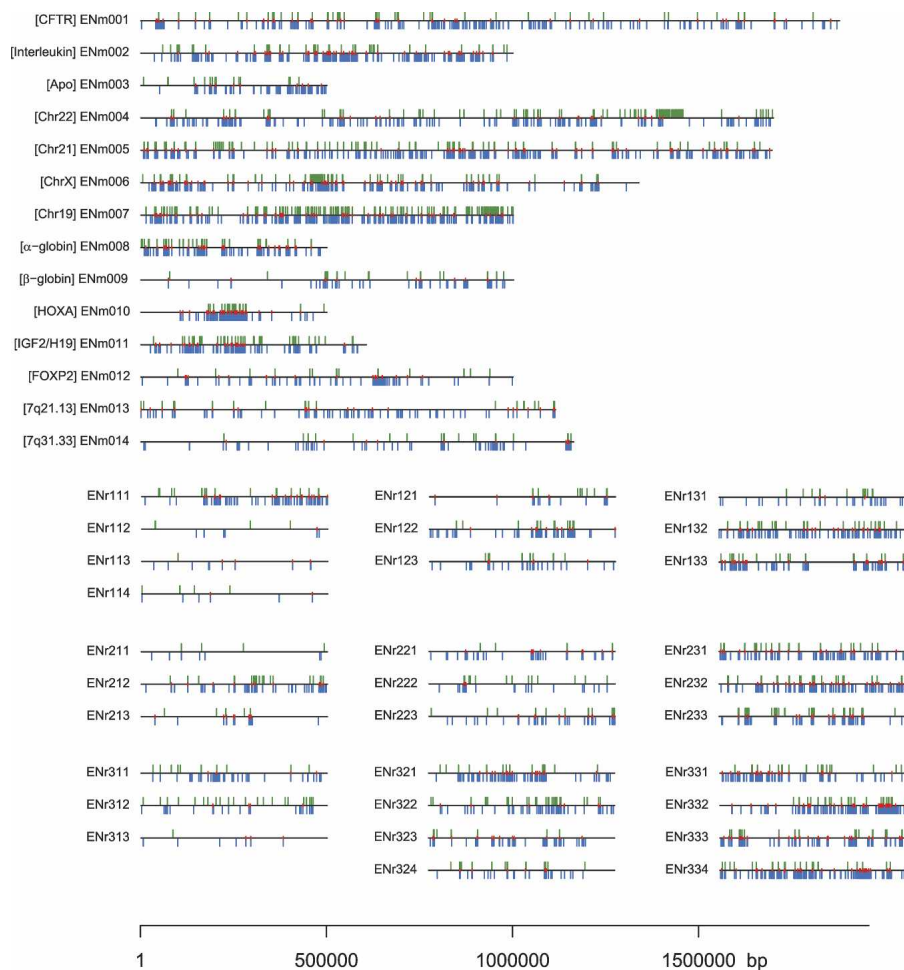 [CFTR] ENm001
[Interleukin] ENm002
[Apo] ENm003
[Chr22] ENm004
[Chr21] ENm005
[ChrX] ENm006
[Chr19] ENm007
[α−globin] ENm008
[β−globin] ENm009
[HOXA] ENm010
[IGF2/H19] ENm011
[FOXP2] ENm012
[7q21.13] ENm013
[7q31.33] ENm014
ENr111 ENr121 ENr131
ENr112 ENr122 ENr132
ENr113 ENr123 ENr133
ENr114
ENr211 ENr221 ENr231
ENr212 ENr222 ENr232
ENr213 ENr223 ENr233
ENr311 ENr321 ENr331
ENr312 ENr322 ENr332
ENr313 ENr323 ENr333
ENr324 ENr334
1 500000 1000000 1500000 bp